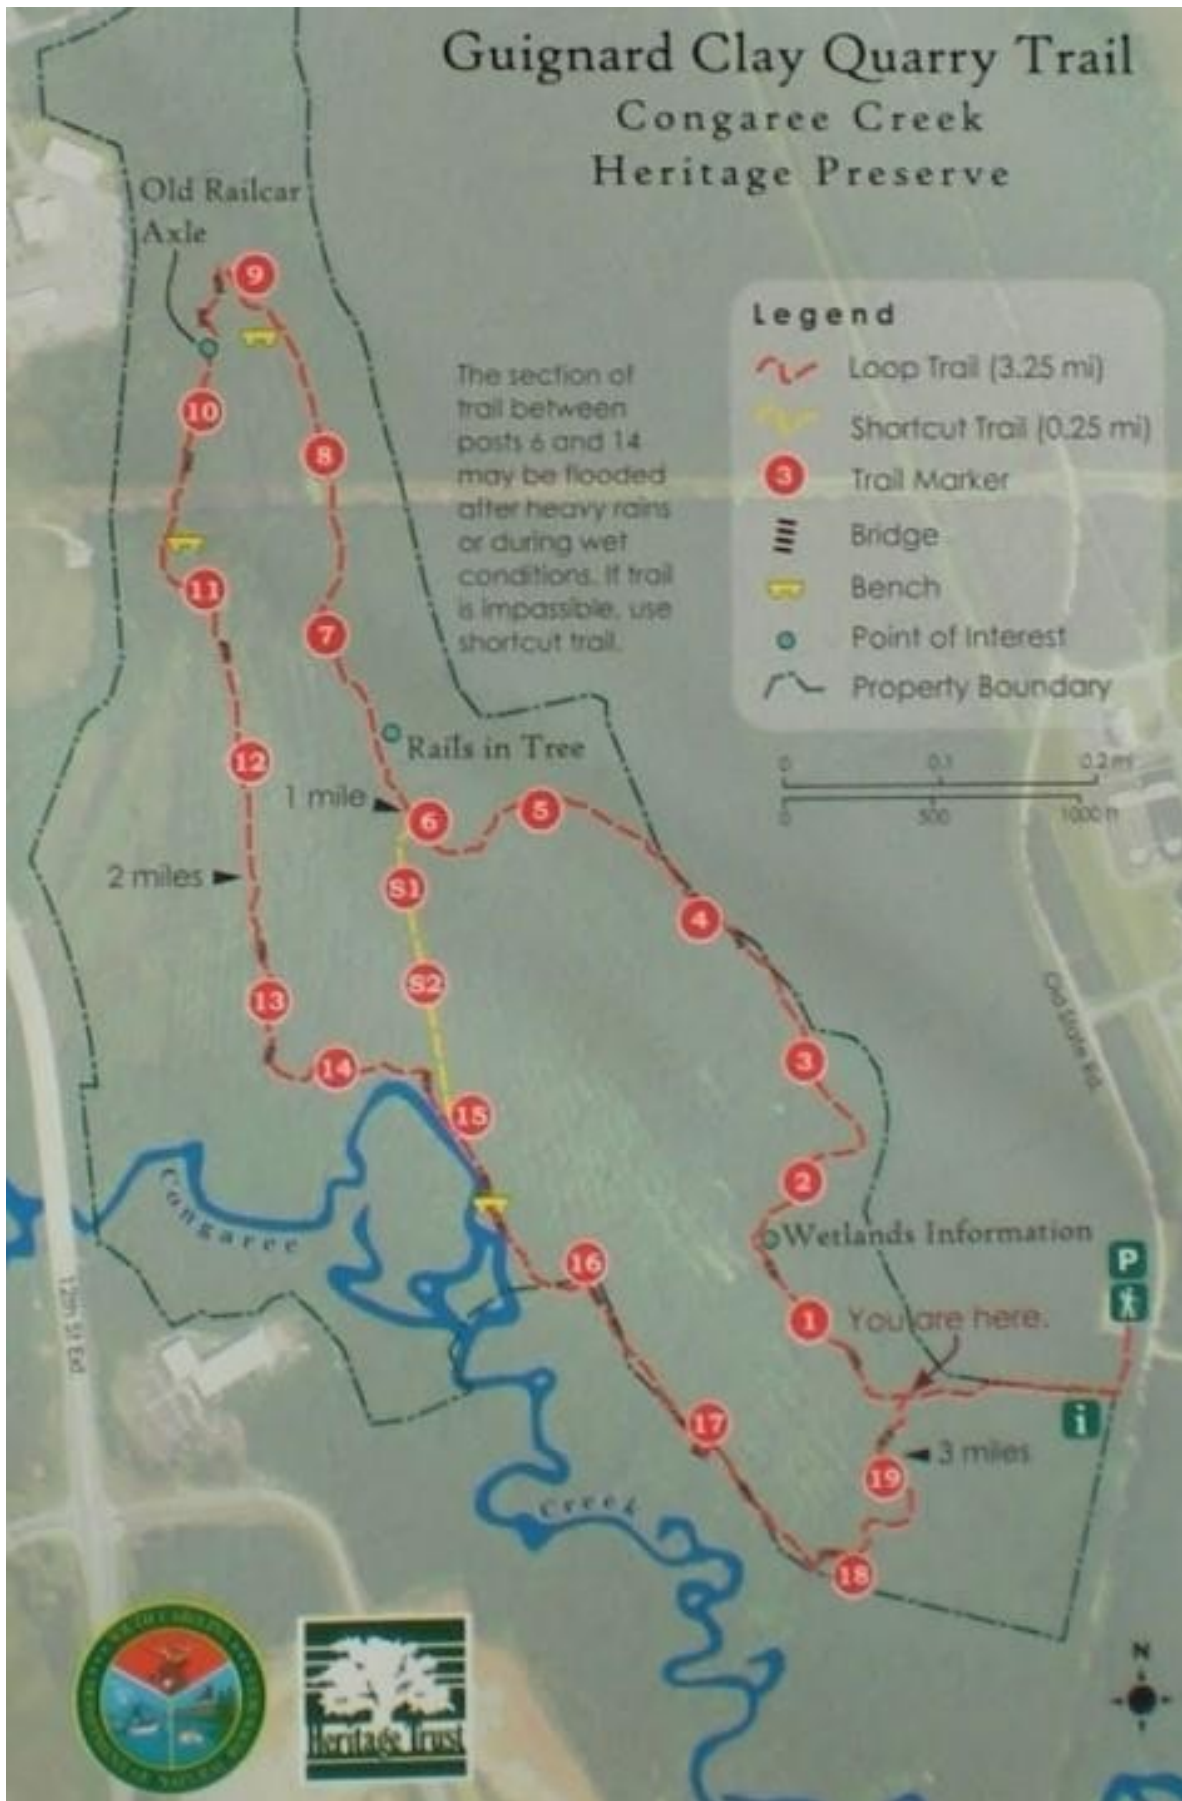 Guignard Clay Quarry Trail
Congaree Creek
Heritage Preserve
Old Railcar
Axle
9
Legend
Loop Trail (3.25 mi)
Shortcut Trail (0.25 mi)
3
Trail Marker
Bridge
Bench
Point of Interest
Property Boundary
The section of
trail between
posts 6 and 14
may be flooded
after heavy rains
or during wet
conditions. If trail
is impassible, use
shortcut trail.
10
8
11
7
Rails in Tree
12
1 mile
6
5
0 0.1 0.2 mi
0 500 1000 ft
2 miles
S1
4
S2
13
Old State Rd.
3
14
15
2
Congaree
Wetlands Information
16
P
1
You are here.
12th St Ext
i
17
3 miles
19
Creek
18
Heritage Trust
N